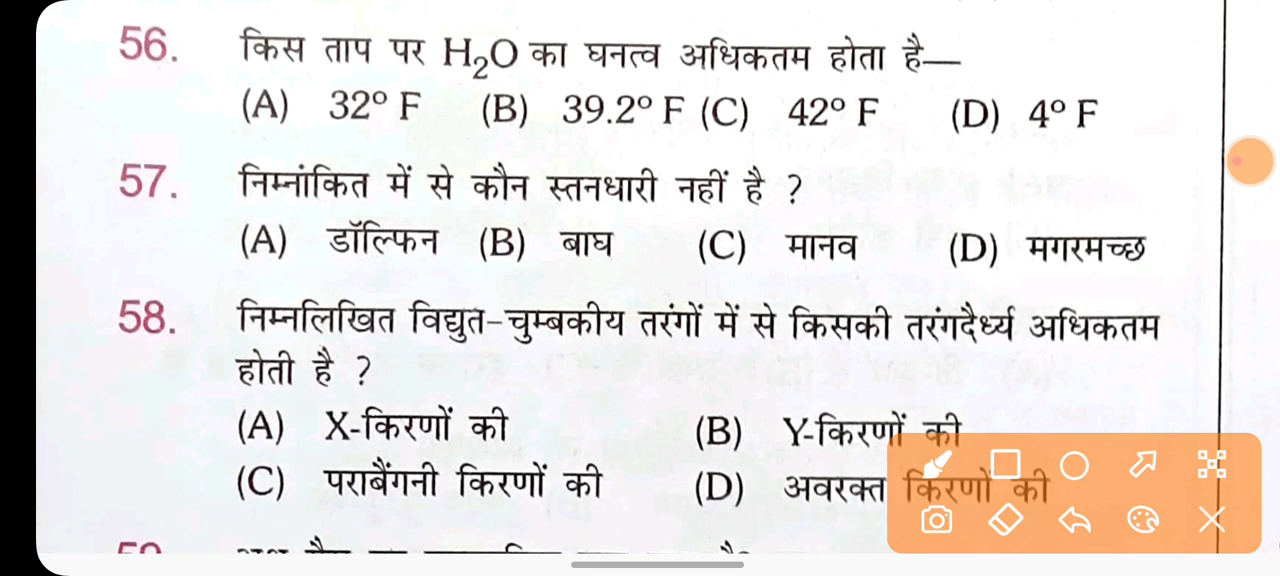 56. किस ताप पर H₂O का घनत्व अधिकतम होता है—
(A) 32° F (B) 39.2° F (C) 42° F (D) 4° F
57. निम्नांकित में से कौन स्तनधारी नहीं है ?
(A) डॉल्फिन (B) बाघ (C) मानव (D) मगरमच्छ
58. निम्नलिखित विद्युत-चुम्बकीय तरंगों में से किसकी तरंगदैर्ध्य अधिकतम
होती है ?
(A) X-किरणों की (B) Y-किरणों की
(C) पराबैंगनी किरणों की (D) अवरक्त किरणों की